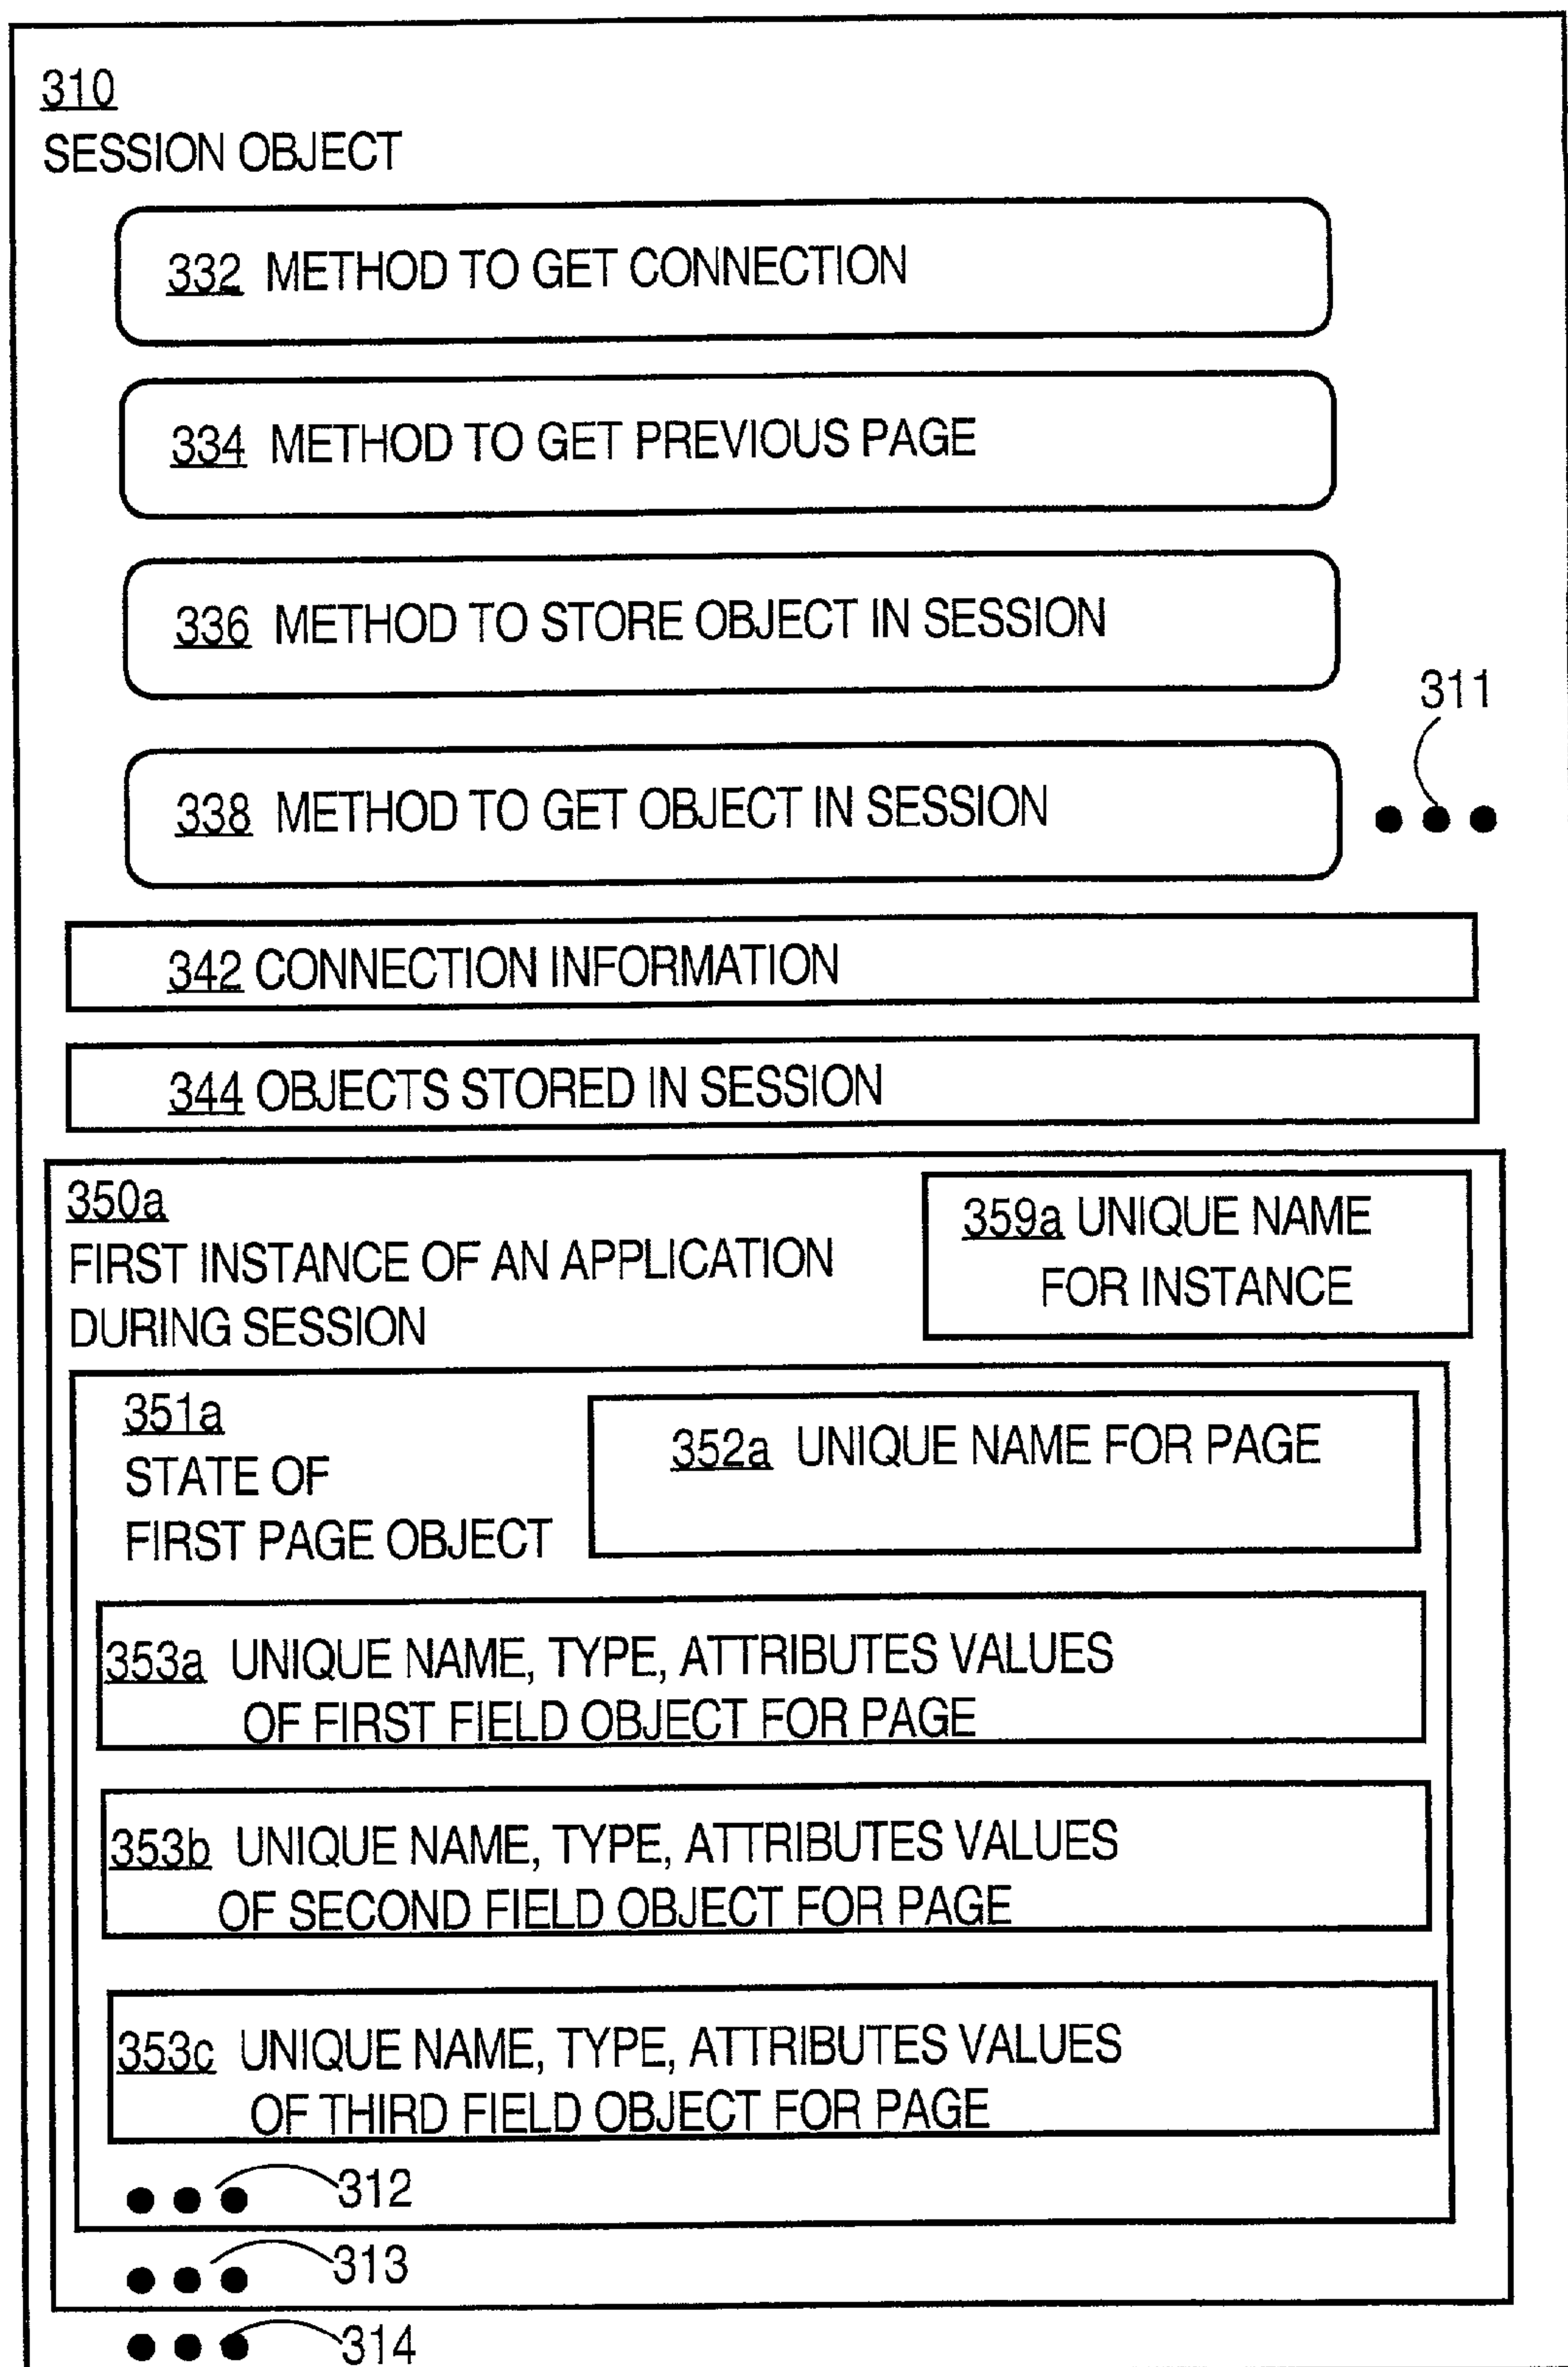 310
SESSION OBJECT
332 METHOD TO GET CONNECTION
334 METHOD TO GET PREVIOUS PAGE
336 METHOD TO STORE OBJECT IN SESSION
311
338 METHOD TO GET OBJECT IN SESSION
342 CONNECTION INFORMATION
344 OBJECTS STORED IN SESSION
350a
FIRST INSTANCE OF AN APPLICATION
DURING SESSION
359a UNIQUE NAME
FOR INSTANCE
351a
STATE OF
FIRST PAGE OBJECT
352a UNIQUE NAME FOR PAGE
353a UNIQUE NAME, TYPE, ATTRIBUTES VALUES
OF FIRST FIELD OBJECT FOR PAGE
353b UNIQUE NAME, TYPE, ATTRIBUTES VALUES
OF SECOND FIELD OBJECT FOR PAGE
353c UNIQUE NAME, TYPE, ATTRIBUTES VALUES
OF THIRD FIELD OBJECT FOR PAGE
312
313
314